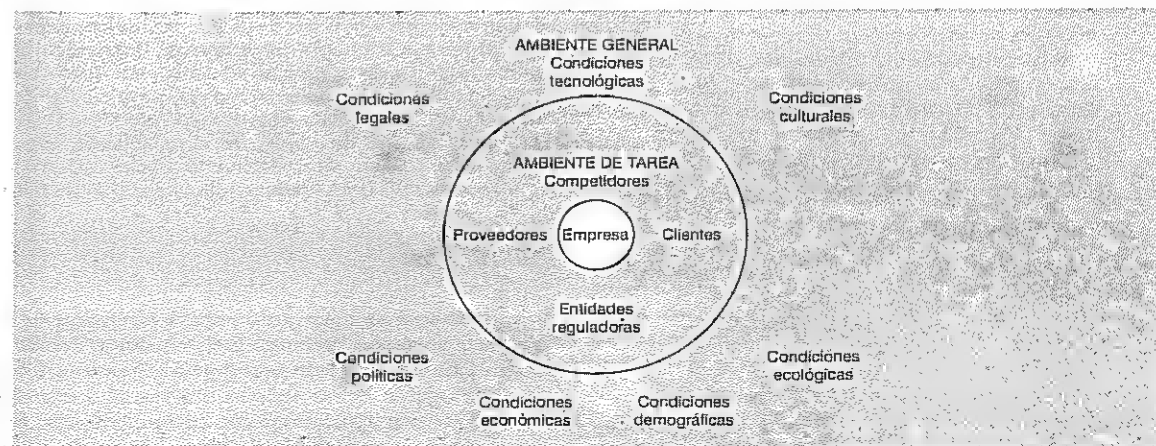 AMBIENTE GENERAL
Condiciones
tecnológicas
Condiciones
legales
Condiciones
culturales
AMBIENTE DE TAREA
Competidores
Proveedores
Empresa
Clientes
Entidades
reguladoras
Condiciones
políticas
Condiciones
ecológicas
Condiciones
económicas
Condiciones
demográficas